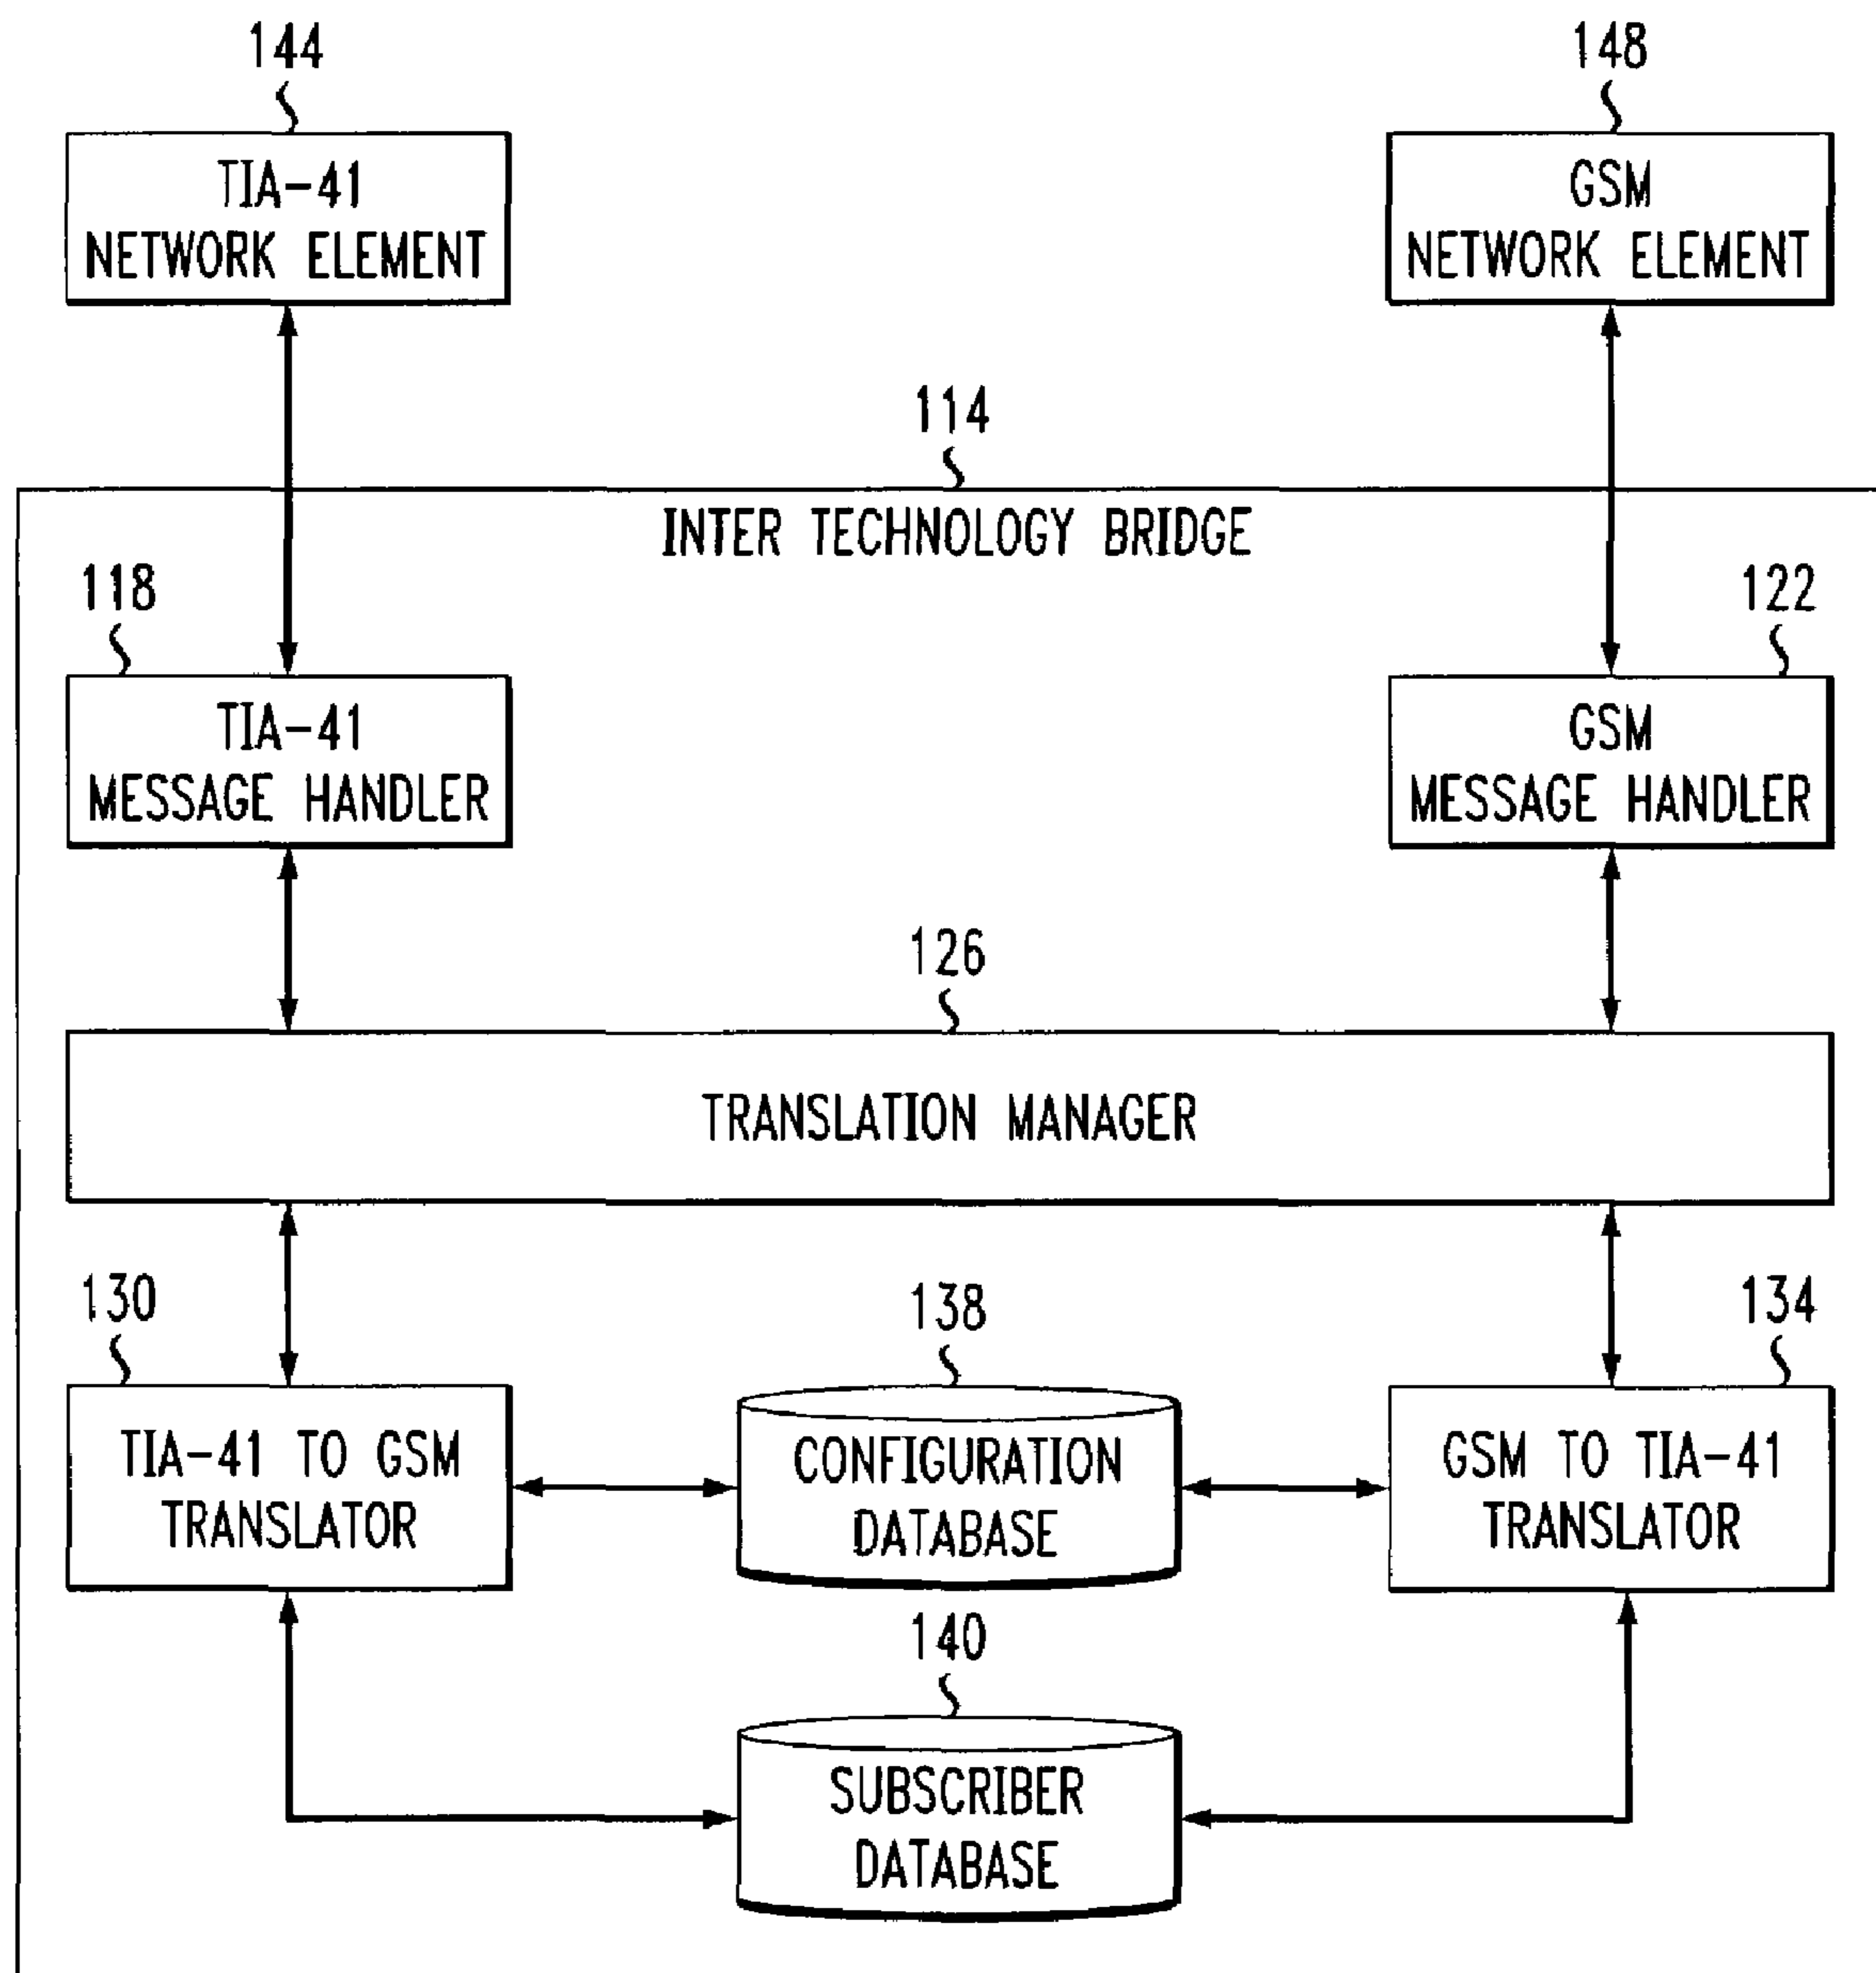 144
148
TIA-41
NETWORK ELEMENT
GSM
NETWORK ELEMENT
114
INTER TECHNOLOGY BRIDGE
118
122
TIA-41
MESSAGE HANDLER
GSM
MESSAGE HANDLER
126
TRANSLATION MANAGER
130
138
134
TIA-41 TO GSM
TRANSLATOR
CONFIGURATION
DATABASE
GSM TO TIA-41
TRANSLATOR
140
SUBSCRIBER
DATABASE